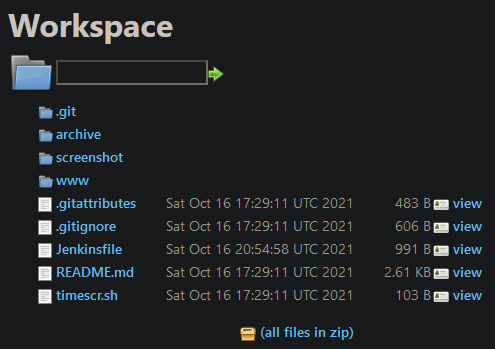 Workspace
.git
archive
screenshot
www
.gitattributes Sat Oct 16 17:29:11 UTC 2021 483 B view
.gitignore Sat Oct 16 17:29:11 UTC 2021 606 B view
Jenkinsfile Sat Oct 16 20:54:58 UTC 2021 991 B view
README.md Sat Oct 16 17:29:11 UTC 2021 2.61 KB view
timescr.sh Sat Oct 16 17:29:11 UTC 2021 103 B view
(all files in zip)